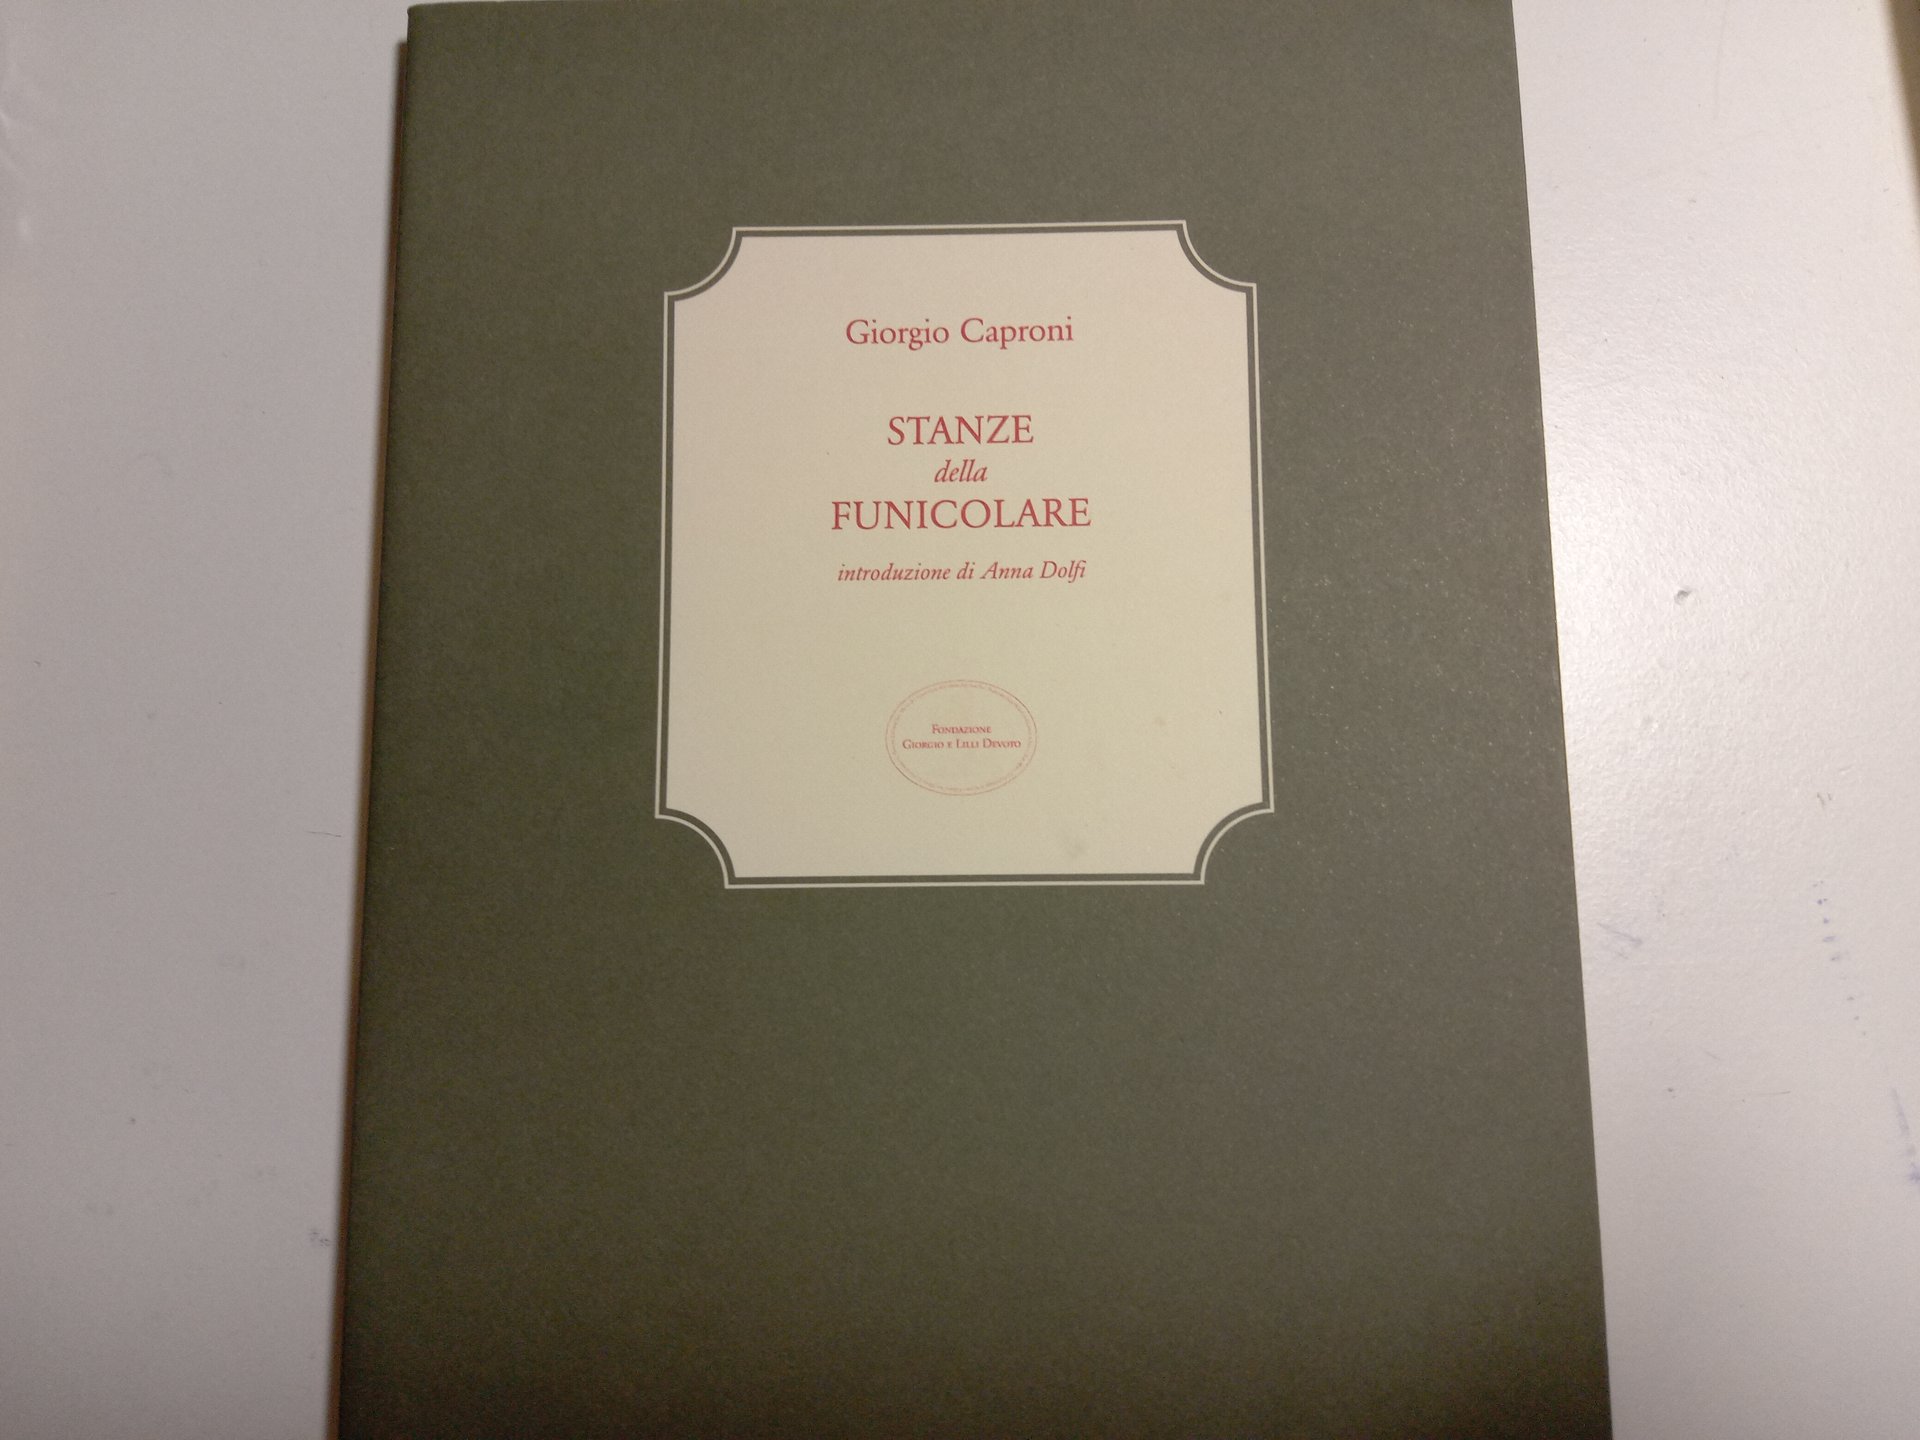 Giorgio Caproni
STANZE
della
FUNICOLARE
introduzione di Anna Dolfi
Fondazione
Giorgio e Lilli Devoto